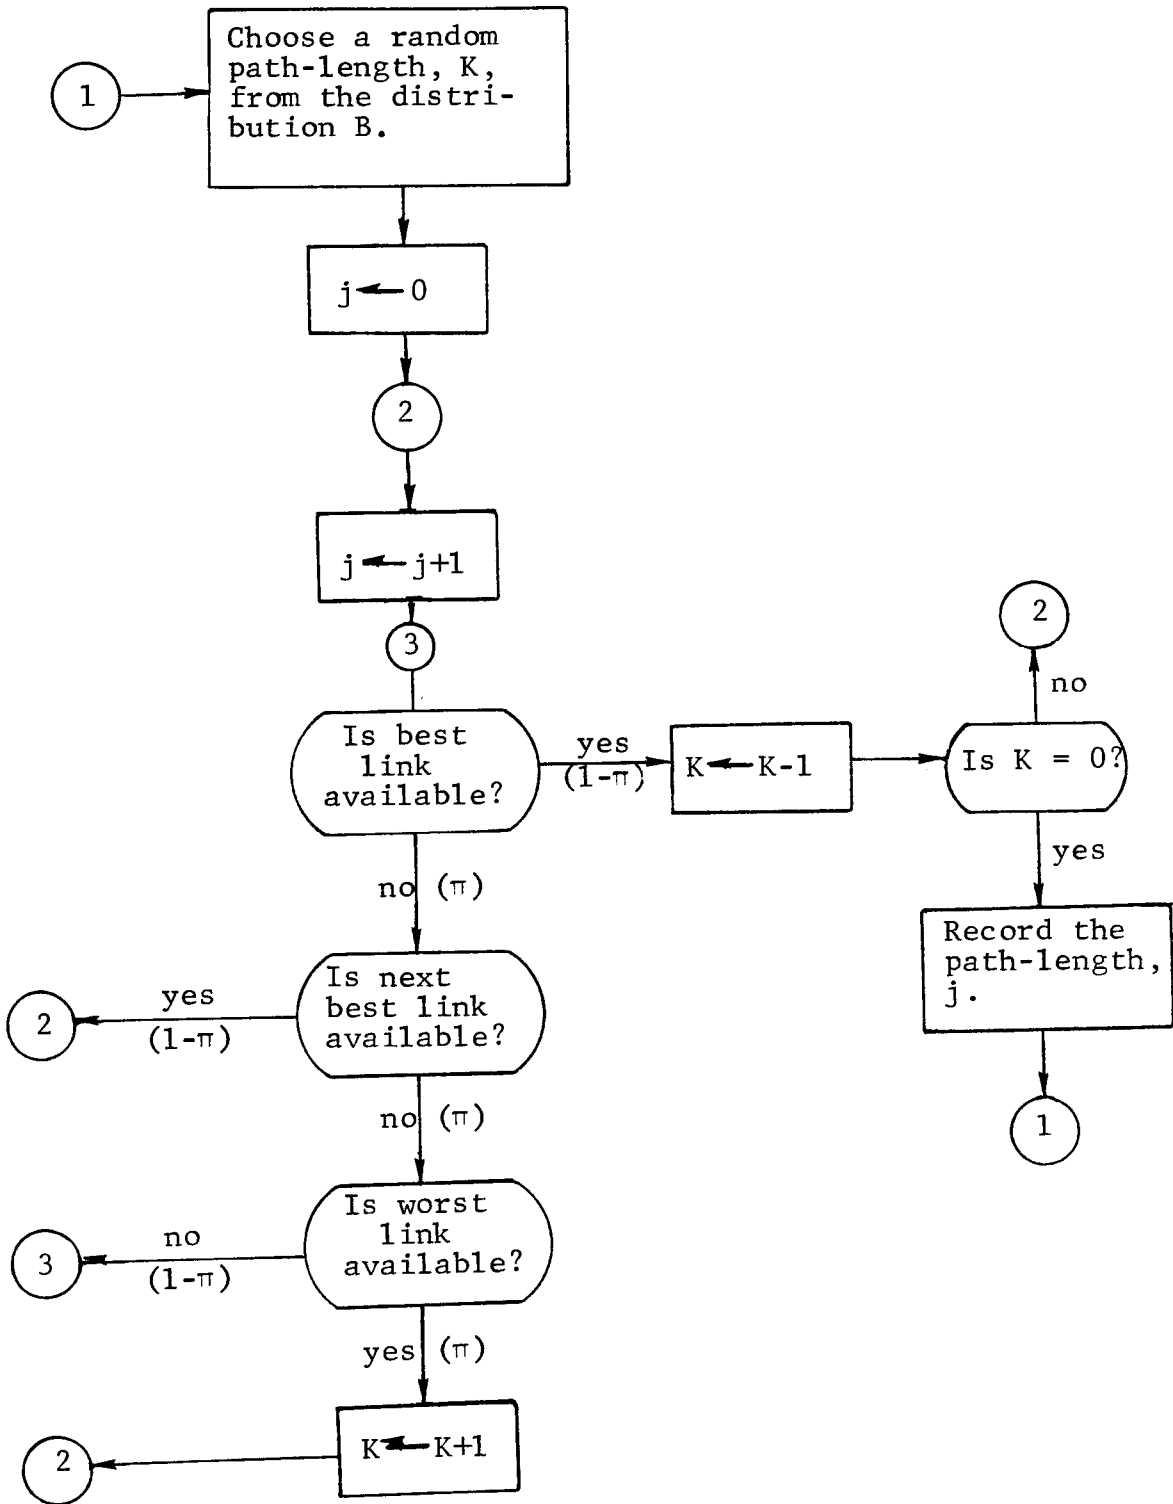 Choose a random
path-length, K,
from the distri-
bution B.
1
j ← 0
2
j ← j+1
3
Is best
link
available?
yes
(1-π)
K ← K-1
Is K = 0?
no
2
yes
Record the
path-length,
j.
1
no (π)
Is next
best link
available?
yes
(1-π)
2
no (π)
Is worst
link
available?
no
(1-π)
3
yes (π)
K ← K+1
2